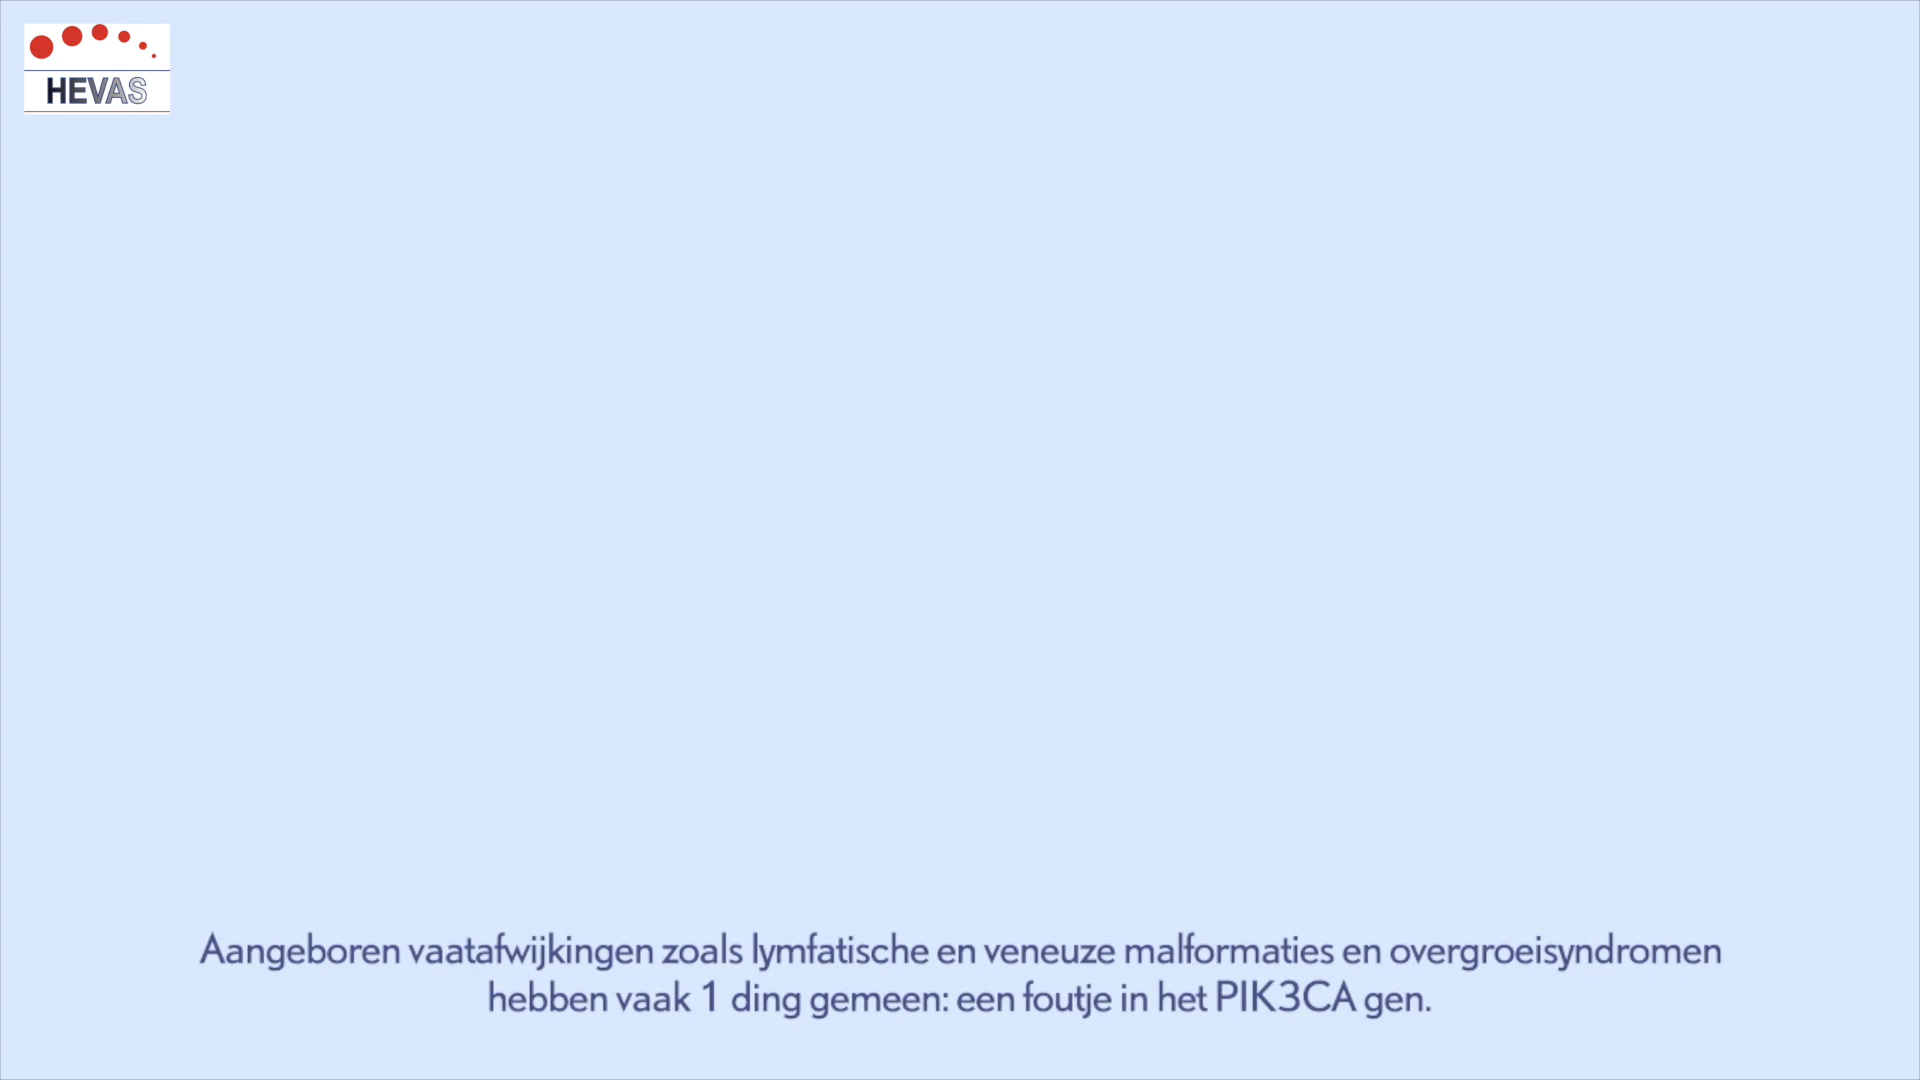 HEVAS
Aangeboren vaatafwijkingen zoals lymfatische en veneuze malformaties en overgroeisyndromen
hebben vaak 1 ding gemeen: een foutje in het PIK3CA gen.